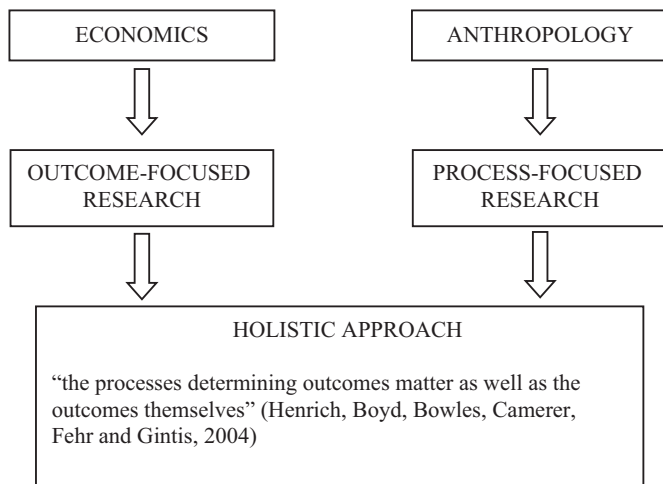 ECONOMICS
ANTHROPOLOGY
OUTCOME-FOCUSED
RESEARCH
PROCESS-FOCUSED
RESEARCH
HOLISTIC APPROACH
“the processes determining outcomes matter as well as the
outcomes themselves” (Henrich, Boyd, Bowles, Camerer,
Fehr and Gintis, 2004)